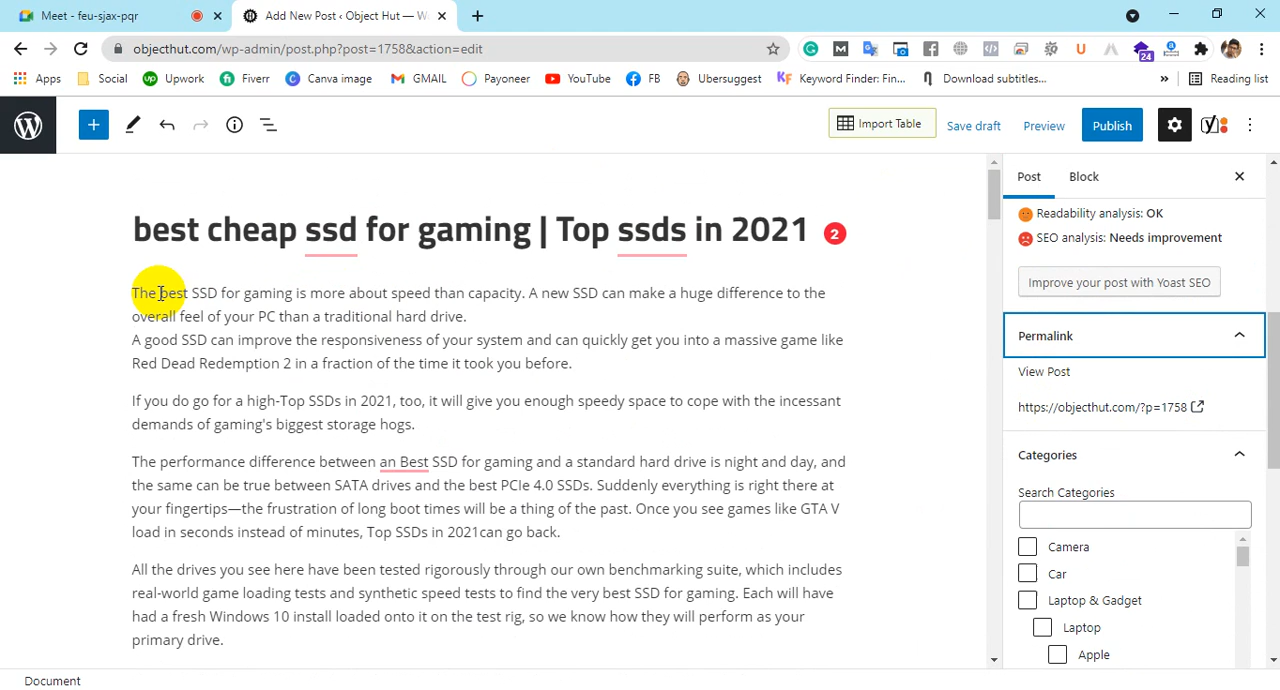 Meet - feu-sjax-pqr
Add New Post ‹ Object Hut — W
objecthut.com/wp-admin/post.php?post=1758&action=edit
24
Apps Social Upwork Fiverr Canva image GMAIL Payoneer YouTube FB Ubersuggest Keyword Finder: Fin... Download subtitles... » Reading list
Import Table Save draft Preview Publish
Post Block
Readability analysis: OK
SEO analysis: Needs improvement
Improve your post with Yoast SEO
Permalink
View Post
https://objecthut.com/?p=1758
Categories
Search Categories
Camera
Car
Laptop & Gadget
Laptop
Apple
best cheap ssd for gaming | Top ssds in 2021 2
The best SSD for gaming is more about speed than capacity. A new SSD can make a huge difference to the
overall feel of your PC than a traditional hard drive.
A good SSD can improve the responsiveness of your system and can quickly get you into a massive game like
Red Dead Redemption 2 in a fraction of the time it took you before.
If you do go for a high-Top SSDs in 2021, too, it will give you enough speedy space to cope with the incessant
demands of gaming's biggest storage hogs.
The performance difference between an Best SSD for gaming and a standard hard drive is night and day, and
the same can be true between SATA drives and the best PCIe 4.0 SSDs. Suddenly everything is right there at
your fingertips—the frustration of long boot times will be a thing of the past. Once you see games like GTA V
load in seconds instead of minutes, Top SSDs in 2021can go back.
All the drives you see here have been tested rigorously through our own benchmarking suite, which includes
real-world game loading tests and synthetic speed tests to find the very best SSD for gaming. Each will have
had a fresh Windows 10 install loaded onto it on the test rig, so we know how they will perform as your
primary drive.
Document